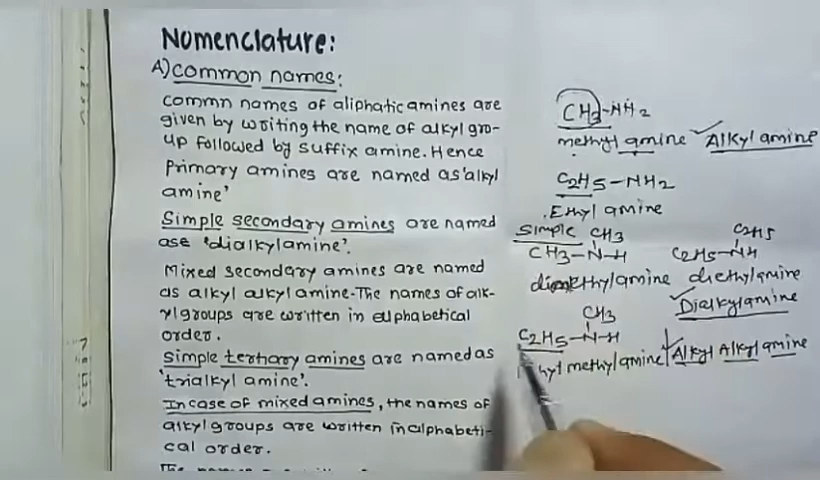 Nomenclature:
A) common names:
commn names of aliphatic amines are
given by writing the name of alkyl gro-
up followed by suffix amine. Hence
Primary amines are named as 'alkyl
amine'
Simple secondary amines are named
ase 'dialkylamine'.
Mixed secondary amines are named
as alkyl alkyl amine-The names of alk-
yl groups are written in alphabetical
order.
Simple tertiary amines are named as
'trialkyl amine'.
In case of mixed amines, the names of
alkyl groups are written in alphabeti-
cal order.
CH3-NH2
methyl amine ✓ Alkyl amine
C2H5-NH2
Ethyl amine
Simple CH3 C2H5
CH3-N-H C2H5-NH
dimethylamine diethylamine
Dialkylamine
CH3
C2H5-N-H
methylamine Alkyl Alkyl amine